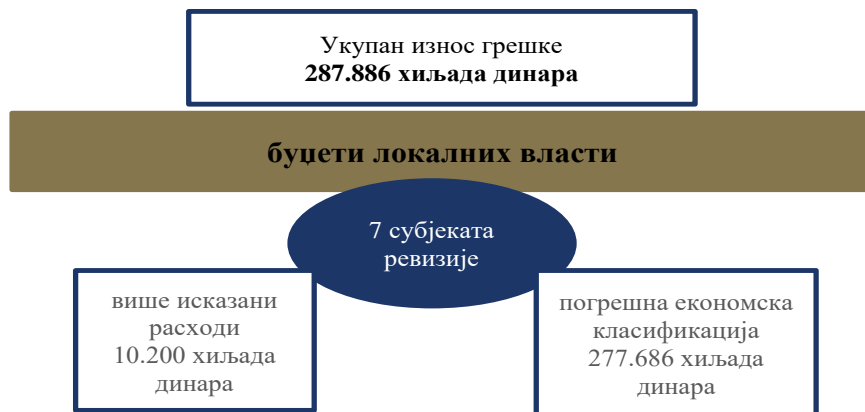 Укупан износ грешке
287.886 хиљада динара
буџети локалних власти
7 субјеката
ревизије
више исказани
расходи
10.200 хиљада
динара
погрешна економска
класификација
277.686 хиљада
динара